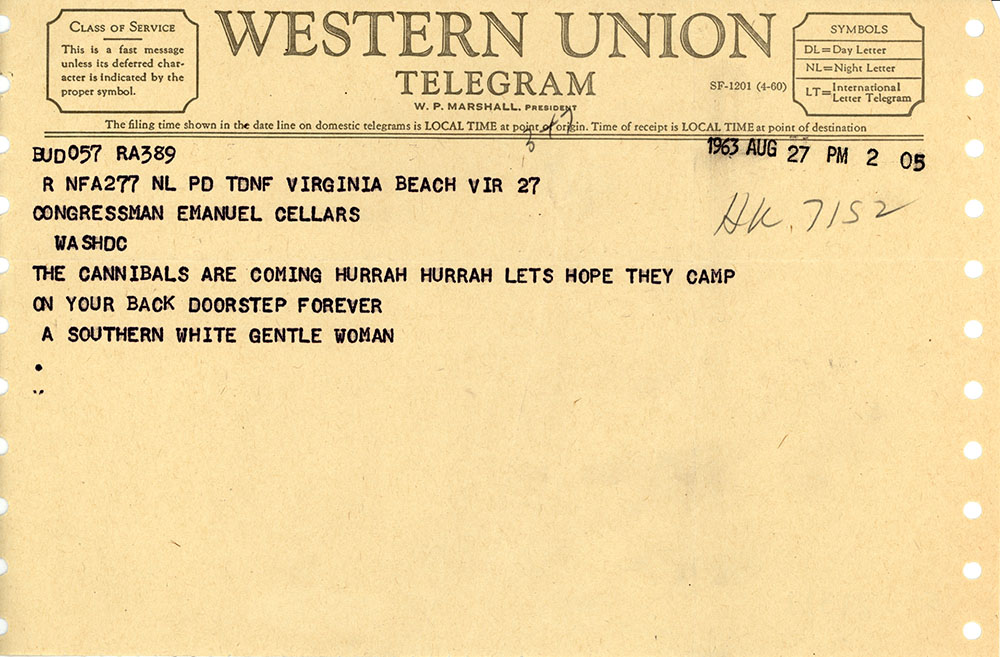 CLASS OF SERVICE
This is a fast message
unless its deferred char-
acter is indicated by the
proper symbol.
WESTERN UNION
TELEGRAM
W. P. MARSHALL, PRESIDENT
SF-1201 (4-60)
SYMBOLS
DL=Day Letter
NL=Night Letter
LT=International Letter Telegram
The filing time shown in the date line on domestic telegrams is LOCAL TIME at point of origin. Time of receipt is LOCAL TIME at point of destination
BUD057 RA389
1963 AUG 27 PM 2 05
R NFA277 NL PD TDNF VIRGINIA BEACH VIR 27
CONGRESSMAN EMANUEL CELLARS
WASHDC
7152
THE CANNIBALS ARE COMING HURRAH HURRAH LETS HOPE THEY CAMP
ON YOUR BACK DOORSTEP FOREVER
A SOUTHERN WHITE GENTLE WOMAN